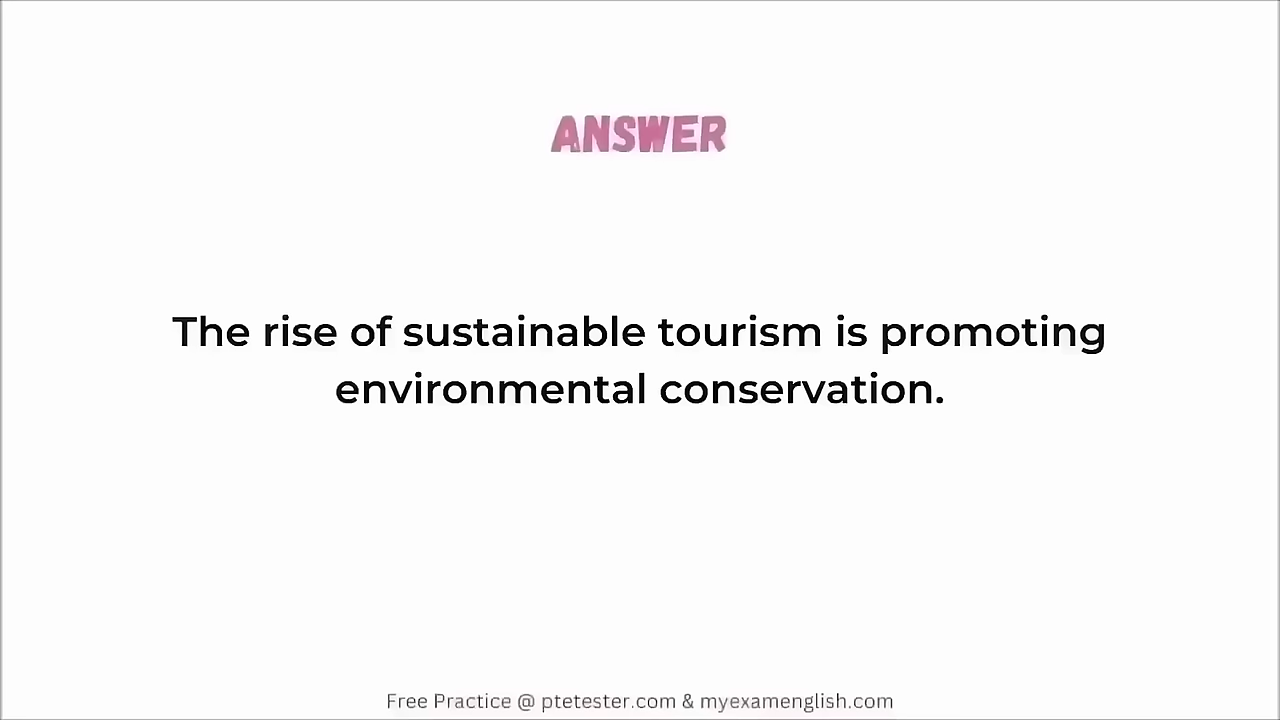 ANSWER
The rise of sustainable tourism is promoting
environmental conservation.
Free Practice @ ptetester.com & myexamenglish.com